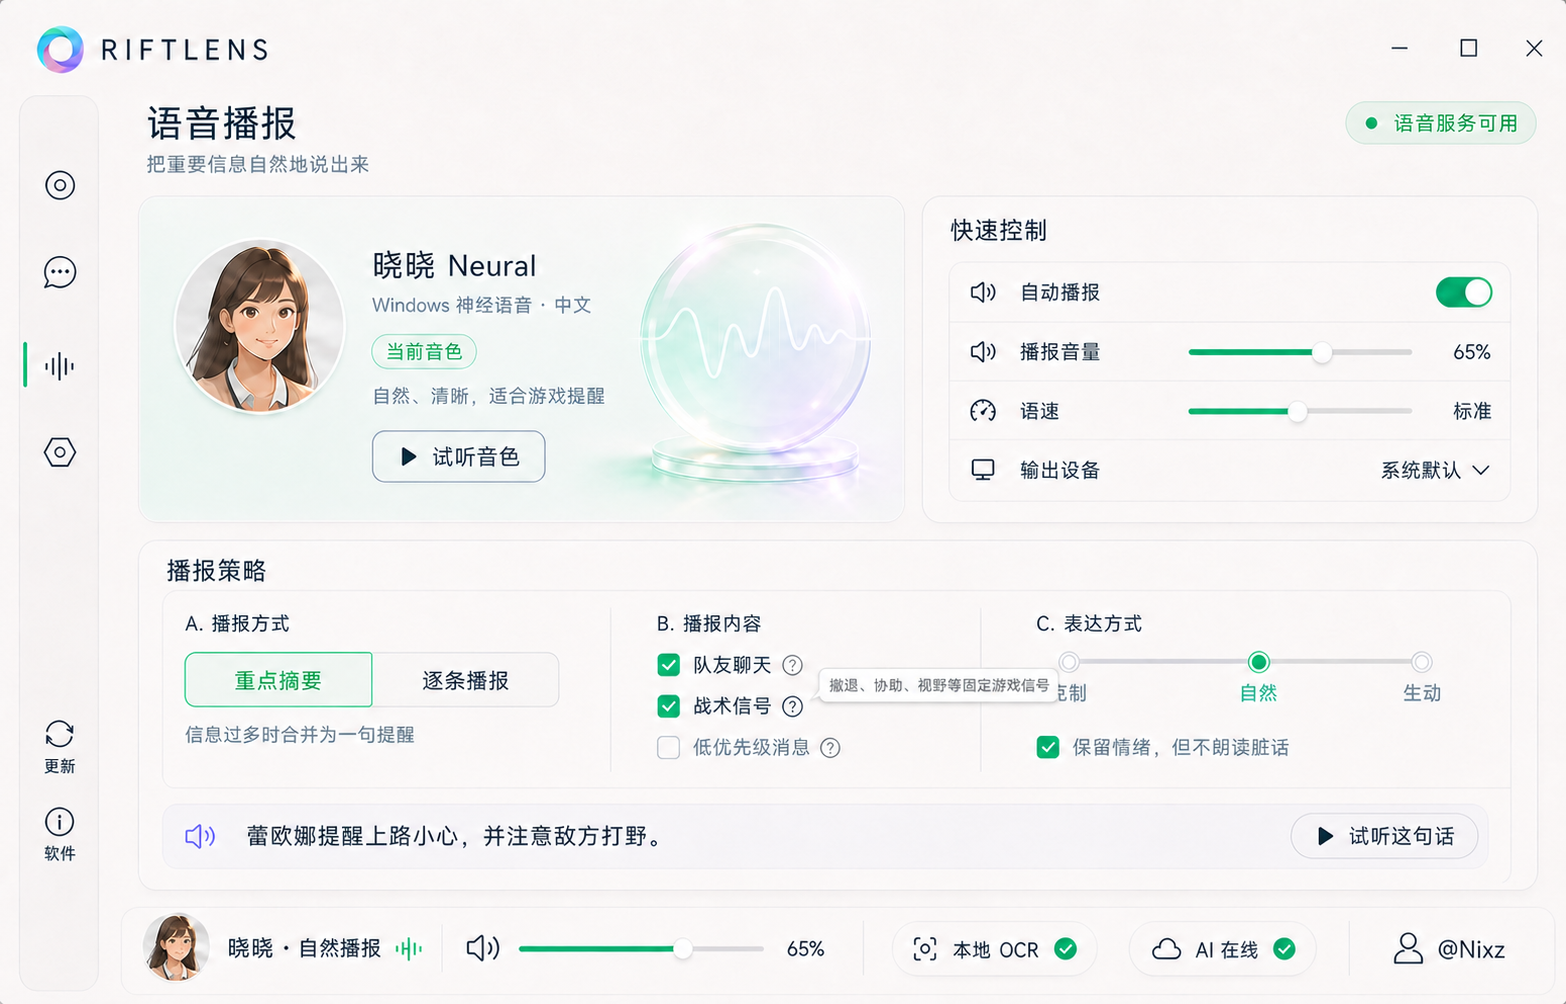 RIFTLENS
语音播报
把重要信息自然地说出来
语音服务可用
晓晓 Neural
Windows 神经语音 · 中文
当前音色
自然、清晰，适合游戏提醒
试听音色
快速控制
自动播报
播报音量
65%
语速
标准
输出设备
系统默认
更新
软件
播报策略
A. 播报方式
重点摘要
逐条播报
信息过多时合并为一句提醒
B. 播报内容
队友聊天
战术信号
低优先级消息
撤退、协助、视野等固定游戏信号
C. 表达方式
克制
自然
生动
保留情绪，但不朗读脏话
蕾欧娜提醒上路小心，并注意敌方打野。
试听这句话
晓晓 · 自然播报
65%
本地 OCR
AI 在线
@Nixz